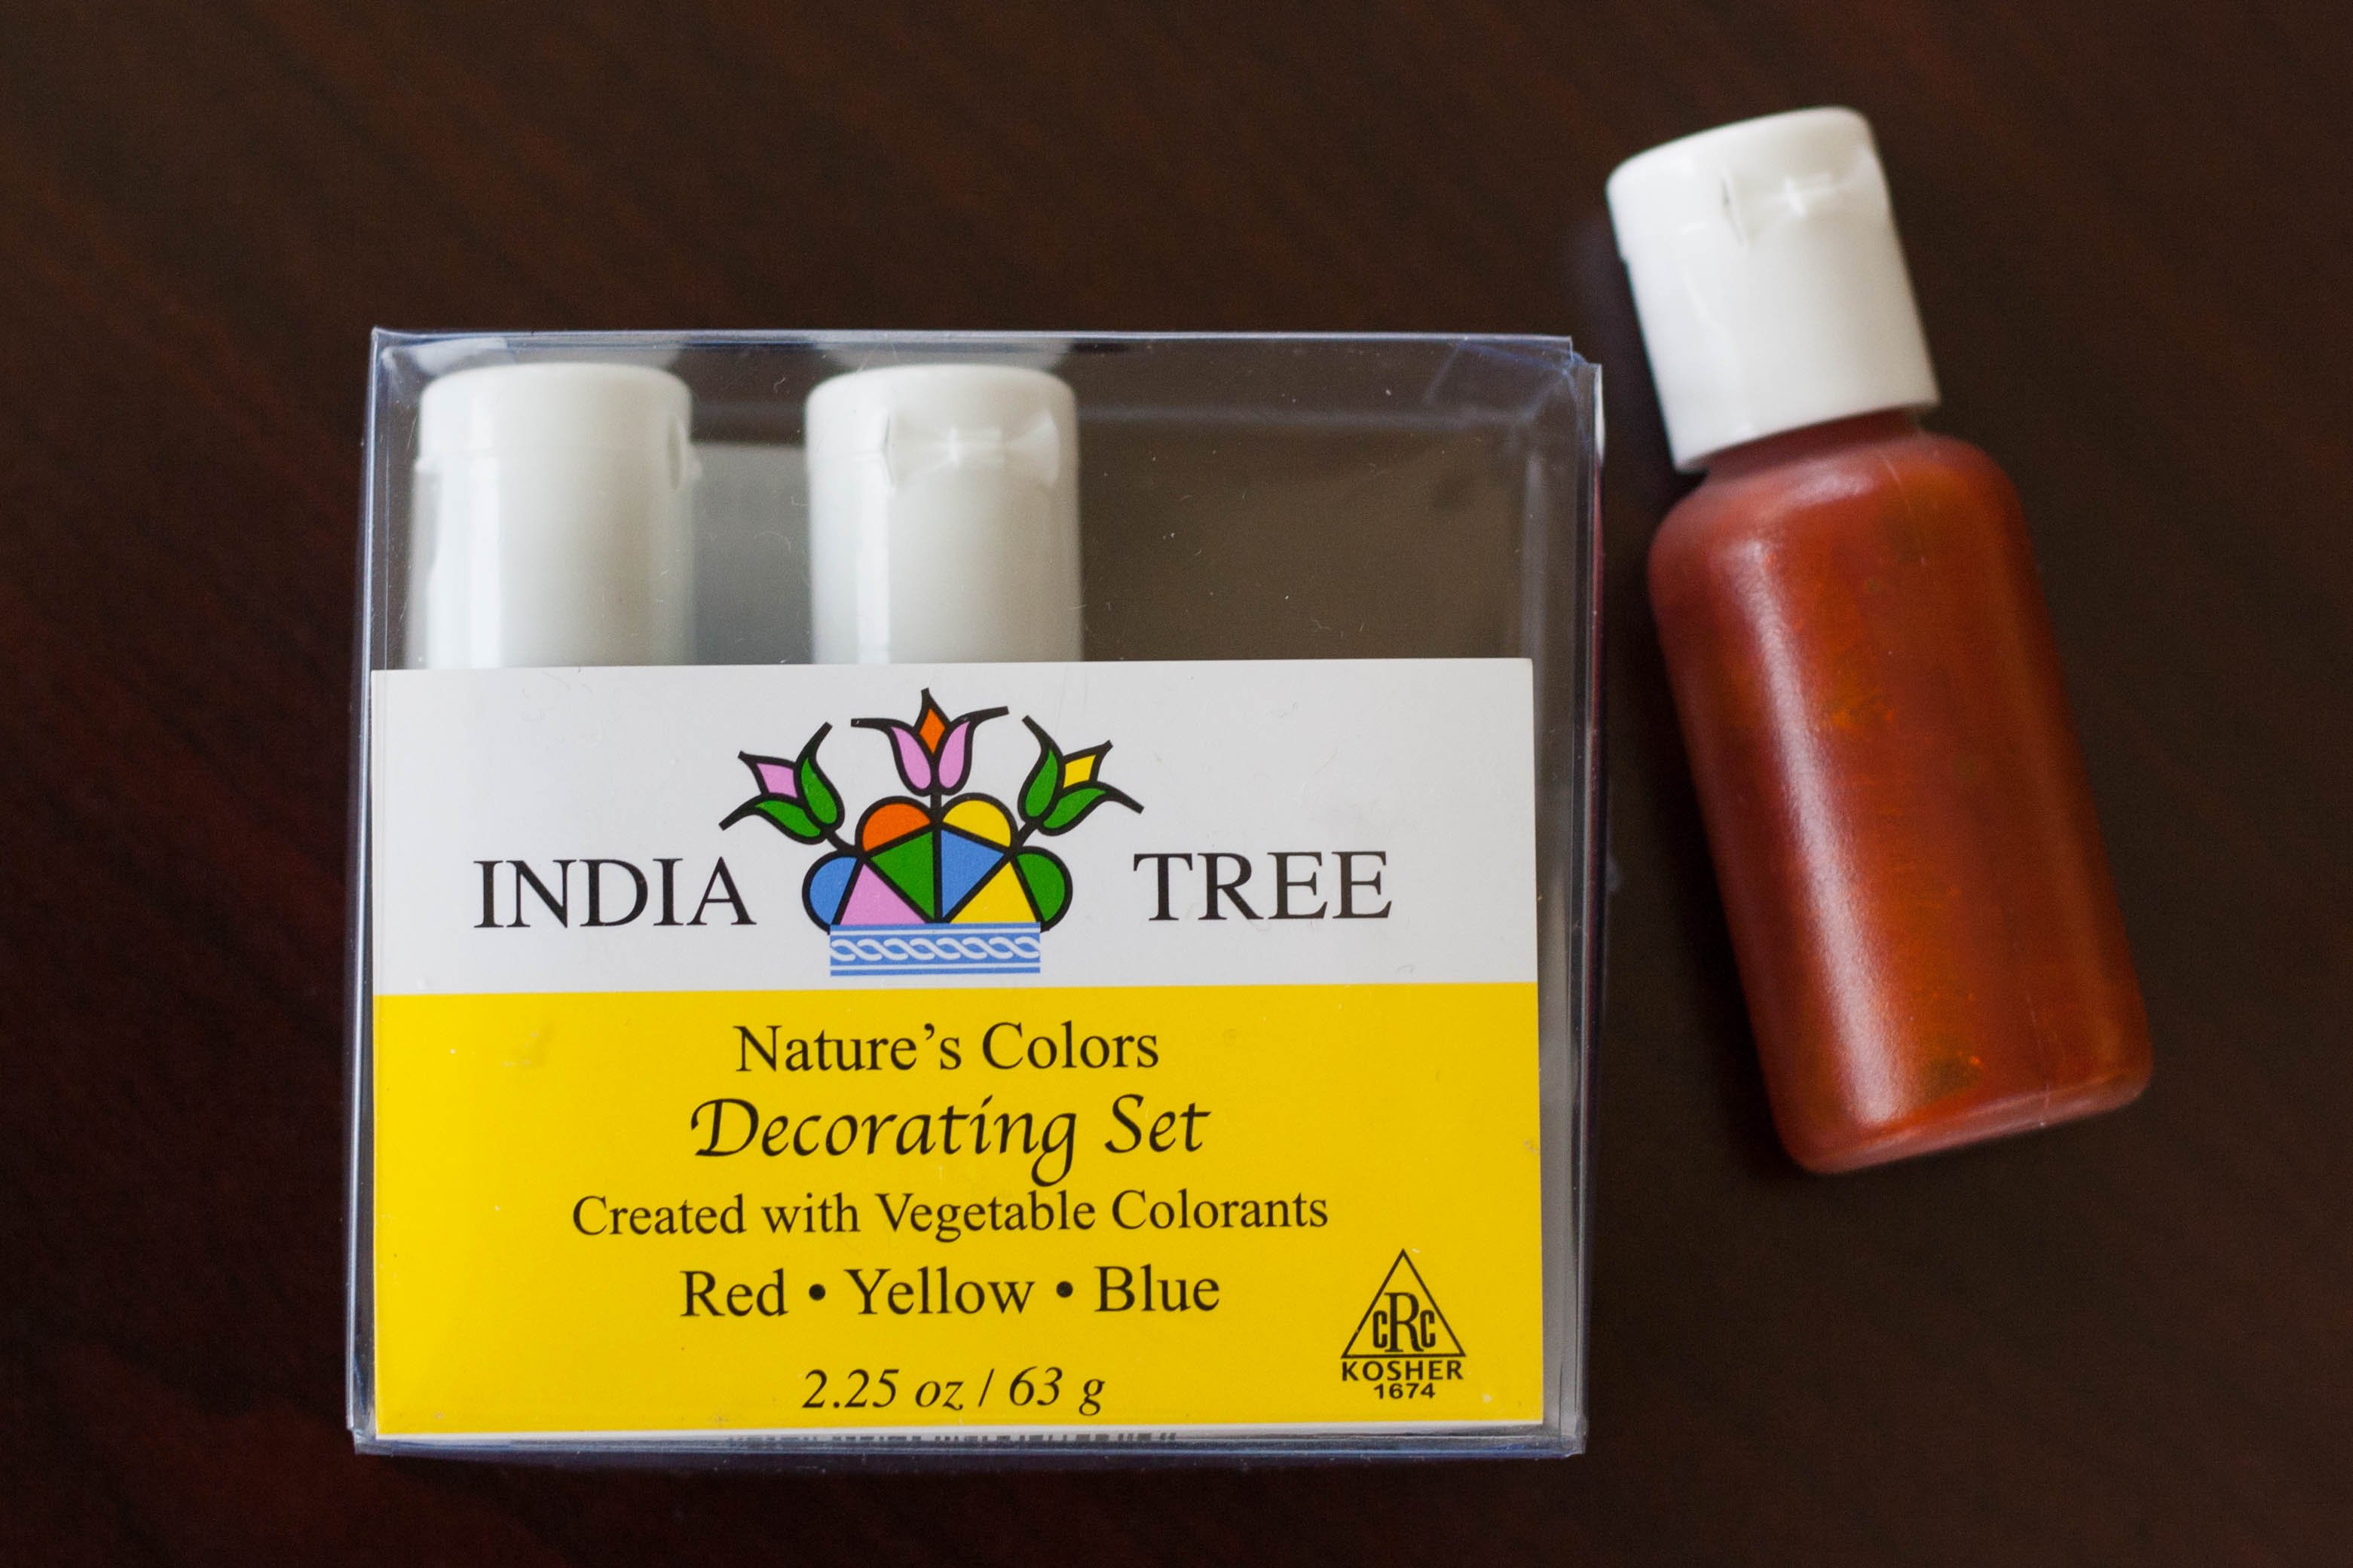 INDIA TREE
Nature's Colors
Decorating Set
Created with Vegetable Colorants
Red • Yellow • Blue
2.25 oz / 63 g
cRc
KOSHER
1674